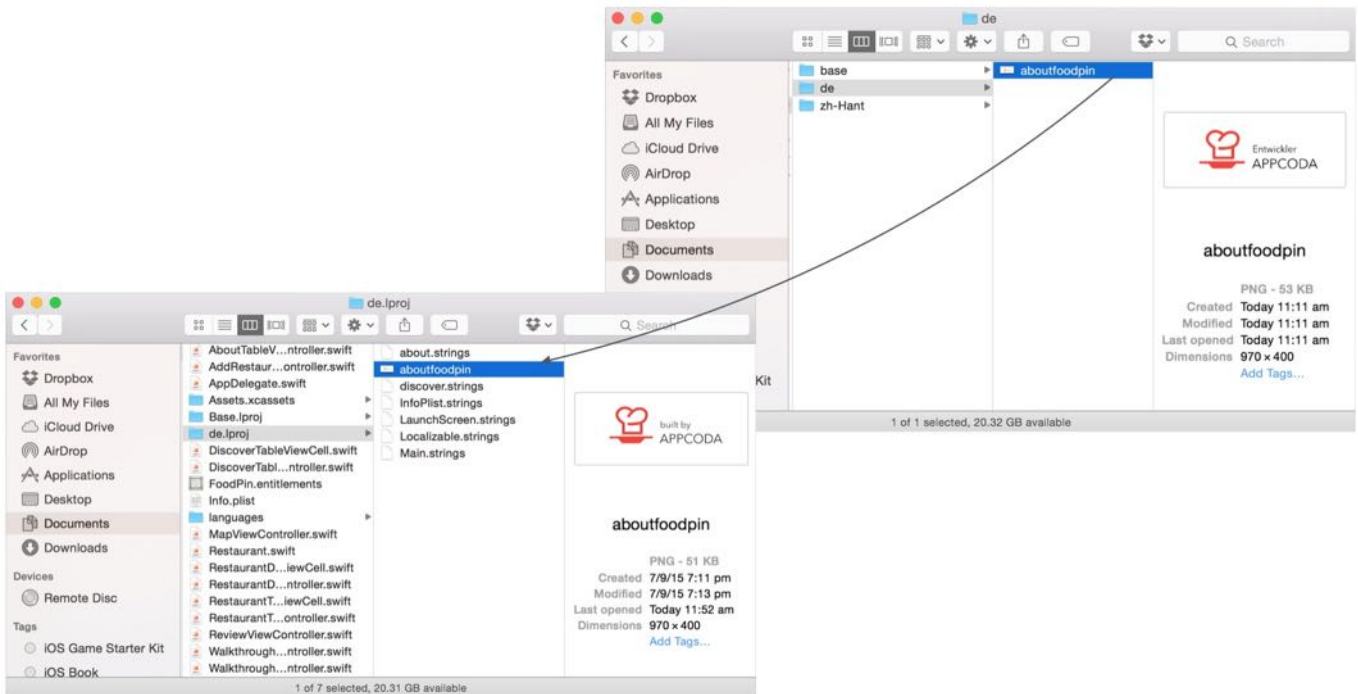 de
Search
Favorites
Dropbox
All My Files
iCloud Drive
AirDrop
Applications
Desktop
Documents
Downloads
base
de
zh-Hant
aboutfoodpin
Entwickler
APPCODA
aboutfoodpin
PNG - 53 KB
Created Today 11:11 am
Modified Today 11:11 am
Last opened Today 11:11 am
Dimensions 970 × 400
Add Tags...
Kit
1 of 1 selected, 20.32 GB available
de.lproj
Search
Favorites
Dropbox
All My Files
iCloud Drive
AirDrop
Applications
Desktop
Documents
Downloads
Devices
Remote Disc
Tags
iOS Game Starter Kit
iOS Book
AboutTableV...ntroller.swift
AddRestaur...ontroller.swift
AppDelegate.swift
Assets.xcassets
Base.lproj
de.lproj
DiscoverTableViewCell.swift
DiscoverTabl...ntroller.swift
FoodPin.entitlements
Info.plist
languages
MapViewController.swift
Restaurant.swift
RestaurantD...iewCell.swift
RestaurantD...ntroller.swift
RestaurantT...iewCell.swift
RestaurantT...ontroller.swift
ReviewViewController.swift
Walkthrough...ntroller.swift
Walkthrough...ntroller.swift
about.strings
aboutfoodpin
discover.strings
InfoPlist.strings
LaunchScreen.strings
Localizable.strings
Main.strings
built by
APPCODA
aboutfoodpin
PNG - 51 KB
Created 7/9/15 7:11 pm
Modified 7/9/15 7:13 pm
Last opened Today 11:52 am
Dimensions 970 × 400
Add Tags...
1 of 7 selected, 20.31 GB available